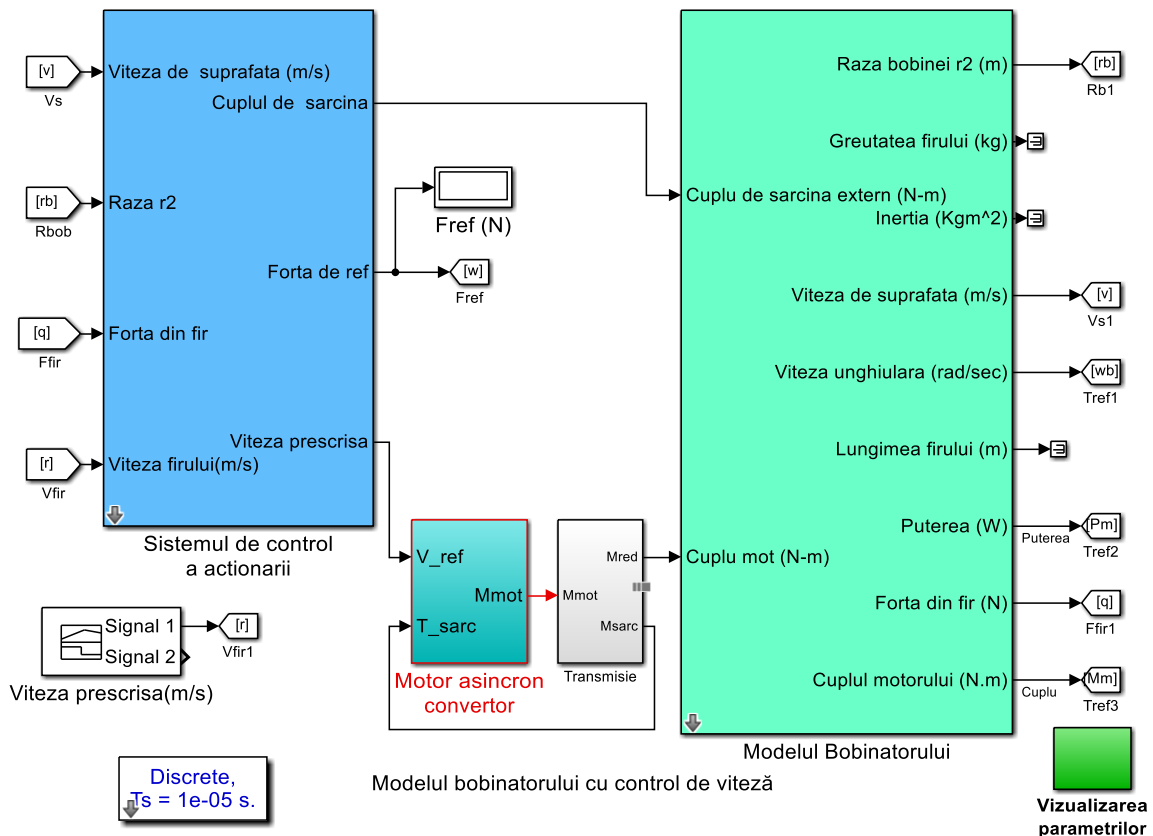 [v]
Vs
[rb]
Rbob
[q]
Ffir
[r]
Vfir
Viteza de  suprafata (m/s)
Cuplul de  sarcina
Raza r2
Forta de ref
Forta din fir
Viteza prescrisa
Viteza firului(m/s)
Sistemul de control
a actionarii
Fref (N)
[w]
Fref
Signal 1
Signal 2
Viteza prescrisa(m/s)
[r]
Vfir1
V_ref
Mmot
T_sarc
Motor asincron
convertor
Mred
Mmot
Msarc
Transmisie
Raza bobinei r2 (m)
Greutatea firului (kg)
Cuplu de sarcina extern (N-m)
Inertia (Kgm^2)
Viteza de suprafata (m/s)
Viteza unghiulara (rad/sec)
Lungimea firului (m)
Puterea (W)
Cuplu mot (N-m)
Forta din fir (N)
Cuplul motorului (N.m)
Modelul Bobinatorului
[rb]
Rb1
[v]
Vs1
[wb]
Tref1
Puterea
[Pm]
Tref2
[q]
Ffir1
Cuplu
[Mm]
Tref3
Discrete,
Ts = 1e-05 s.
Modelul bobinatorului cu control de viteză
Vizualizarea
parametrilor